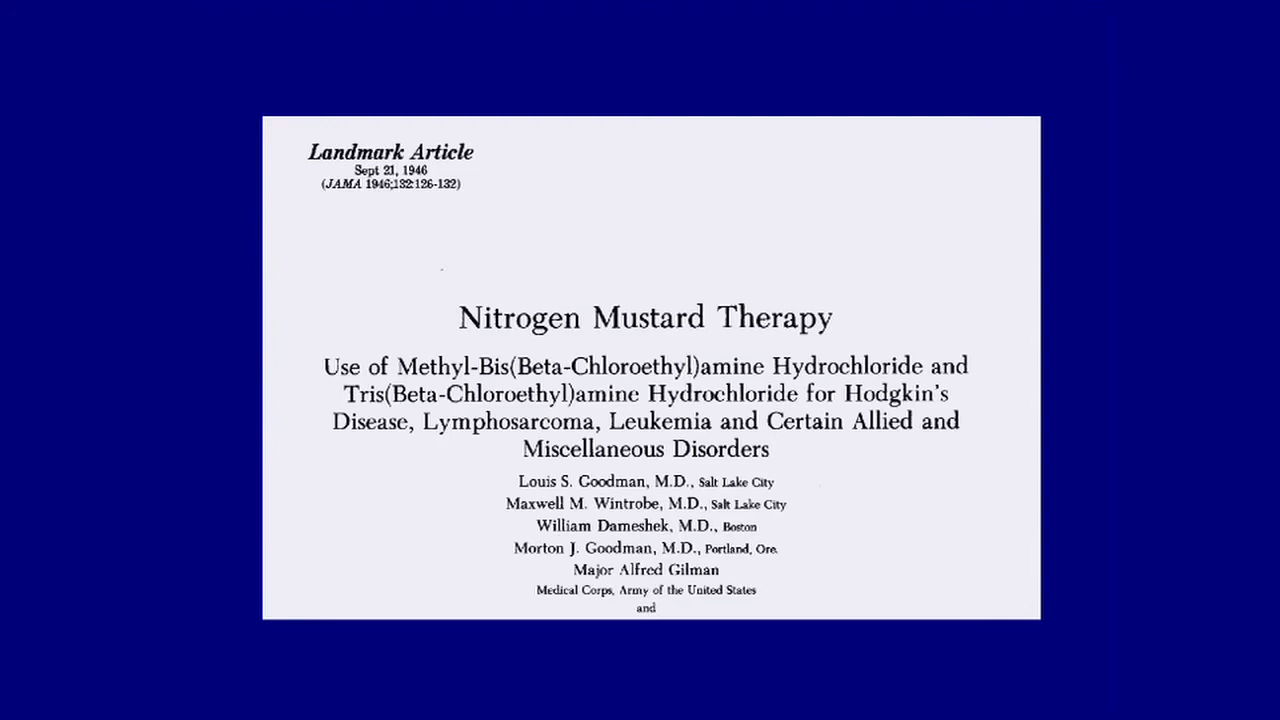 Landmark Article
Sept 21, 1946
(JAMA 1946;132:126-132)
Nitrogen Mustard Therapy
Use of Methyl-Bis(Beta-Chloroethyl)amine Hydrochloride and
Tris(Beta-Chloroethyl)amine Hydrochloride for Hodgkin's
Disease, Lymphosarcoma, Leukemia and Certain Allied and
Miscellaneous Disorders
Louis S. Goodman, M.D., Salt Lake City
Maxwell M. Wintrobe, M.D., Salt Lake City
William Dameshek, M.D., Boston
Morton J. Goodman, M.D., Portland, Ore.
Major Alfred Gilman
Medical Corps, Army of the United States
and